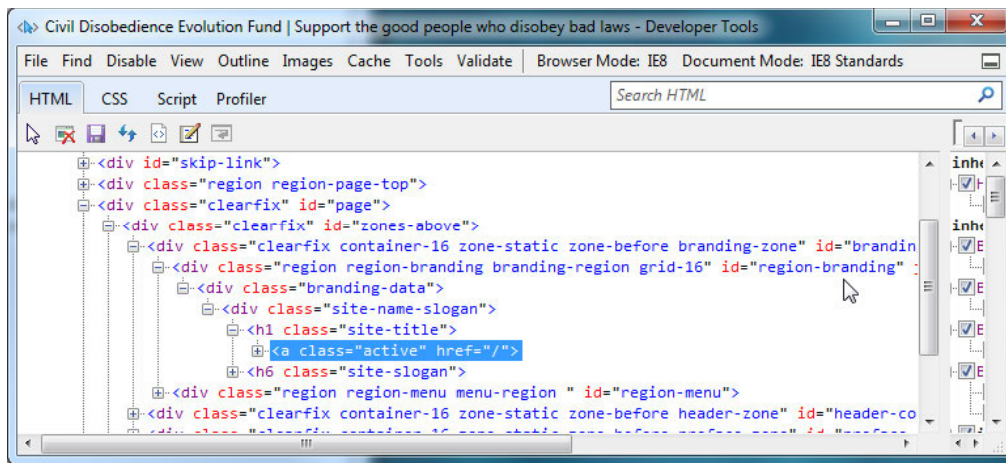 Civil Disobedience Evolution Fund | Support the good people who disobey bad laws - Developer Tools
File Find Disable View Outline Images Cache Tools Validate Browser Mode: IE8 Document Mode: IE8 Standards
HTML CSS Script Profiler Search HTML
<div id="skip-link">
<div class="region region-page-top">
<div class="clearfix" id="page">
<div class="clearfix" id="zones-above">
<div class="clearfix container-16 zone-static zone-before branding-zone" id="brandin
<div class="region region-branding branding-region grid-16" id="region-branding"
<div class="branding-data">
<div class="site-name-slogan">
<h1 class="site-title">
<a class="active" href="/">
<h6 class="site-slogan">
<div class="region region-menu menu-region " id="region-menu">
<div class="clearfix container-16 zone-static zone-before header-zone" id="header-co